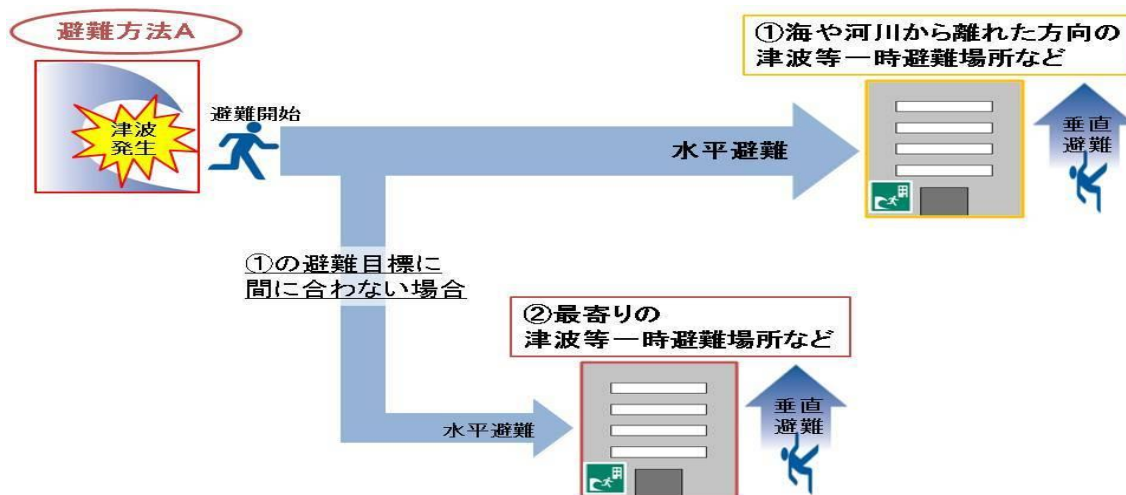 避難方法A
津波
発生
避難開始
水平避難
①海や河川から離れた方向の
津波等一時避難場所など
垂直
避難
①の避難目標に
間に合わない場合
水平避難
②最寄りの
津波等一時避難場所など
垂直
避難